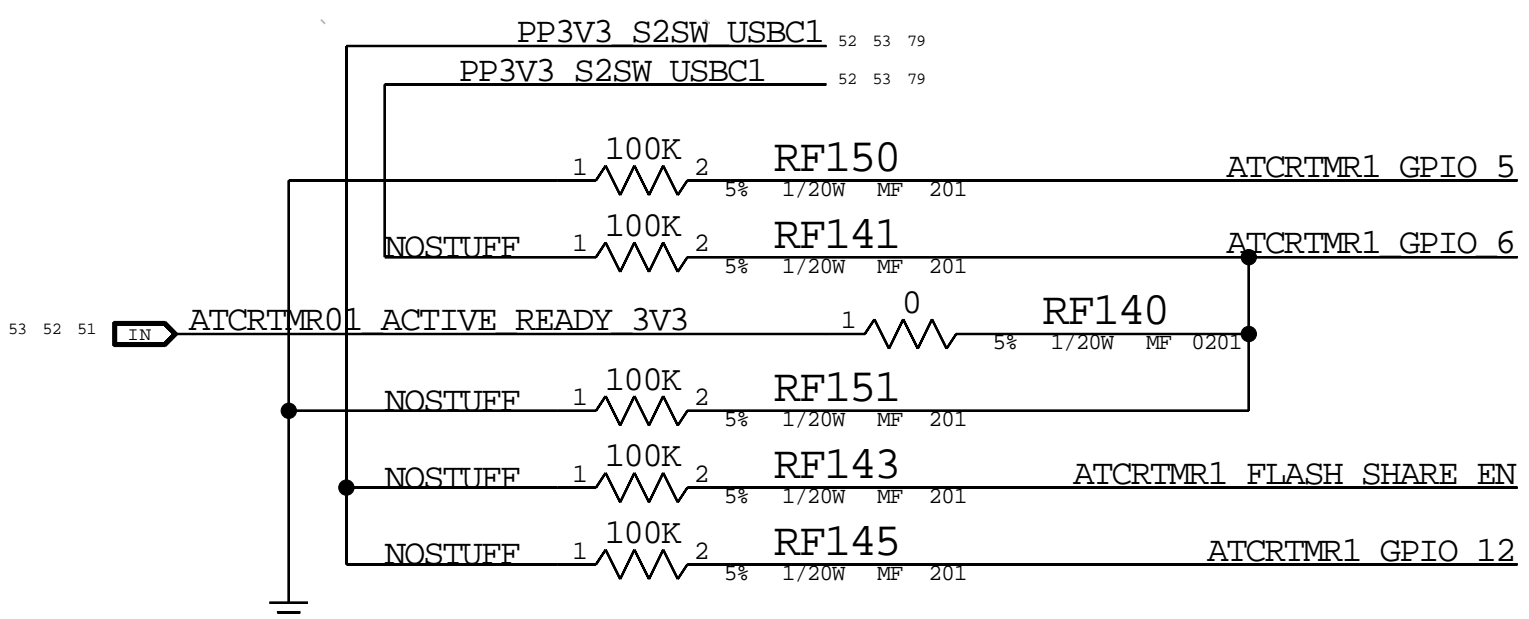 PP3V3_S2SW_USBC1 52 53 79
PP3V3_S2SW_USBC1 52 53 79
1 100K 2 RF150 ATCRTMR1_GPIO_5
5% 1/20W MF 201
NOSTUFF 1 100K 2 RF141 ATCRTMR1_GPIO_6
5% 1/20W MF 201
53 52 51 IN ATCRTMR01_ACTIVE_READY_3V3 1 0 RF140
5% 1/20W MF 0201
NOSTUFF 1 100K 2 RF151
5% 1/20W MF 201
NOSTUFF 1 100K 2 RF143 ATCRTMR1_FLASH_SHARE_EN
5% 1/20W MF 201
NOSTUFF 1 100K 2 RF145 ATCRTMR1_GPIO_12
5% 1/20W MF 201